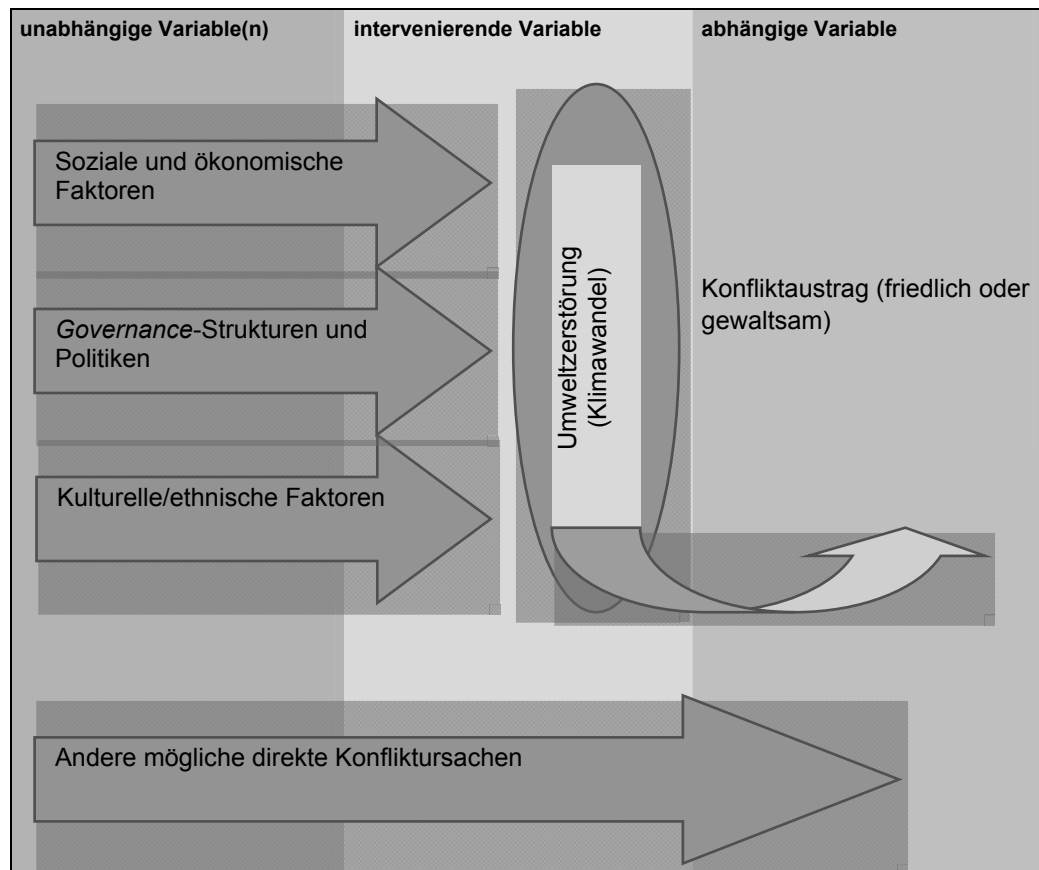 unabhängige Variable(n)
intervenierende Variable
abhängige Variable
Soziale und ökonomische
Faktoren
Governance-Strukturen und
Politiken
Kulturelle/ethnische Faktoren
Umweltzerstörung
(Klimawandel)
Konfliktaustrag (friedlich oder
gewaltsam)
Andere mögliche direkte Konfliktursachen